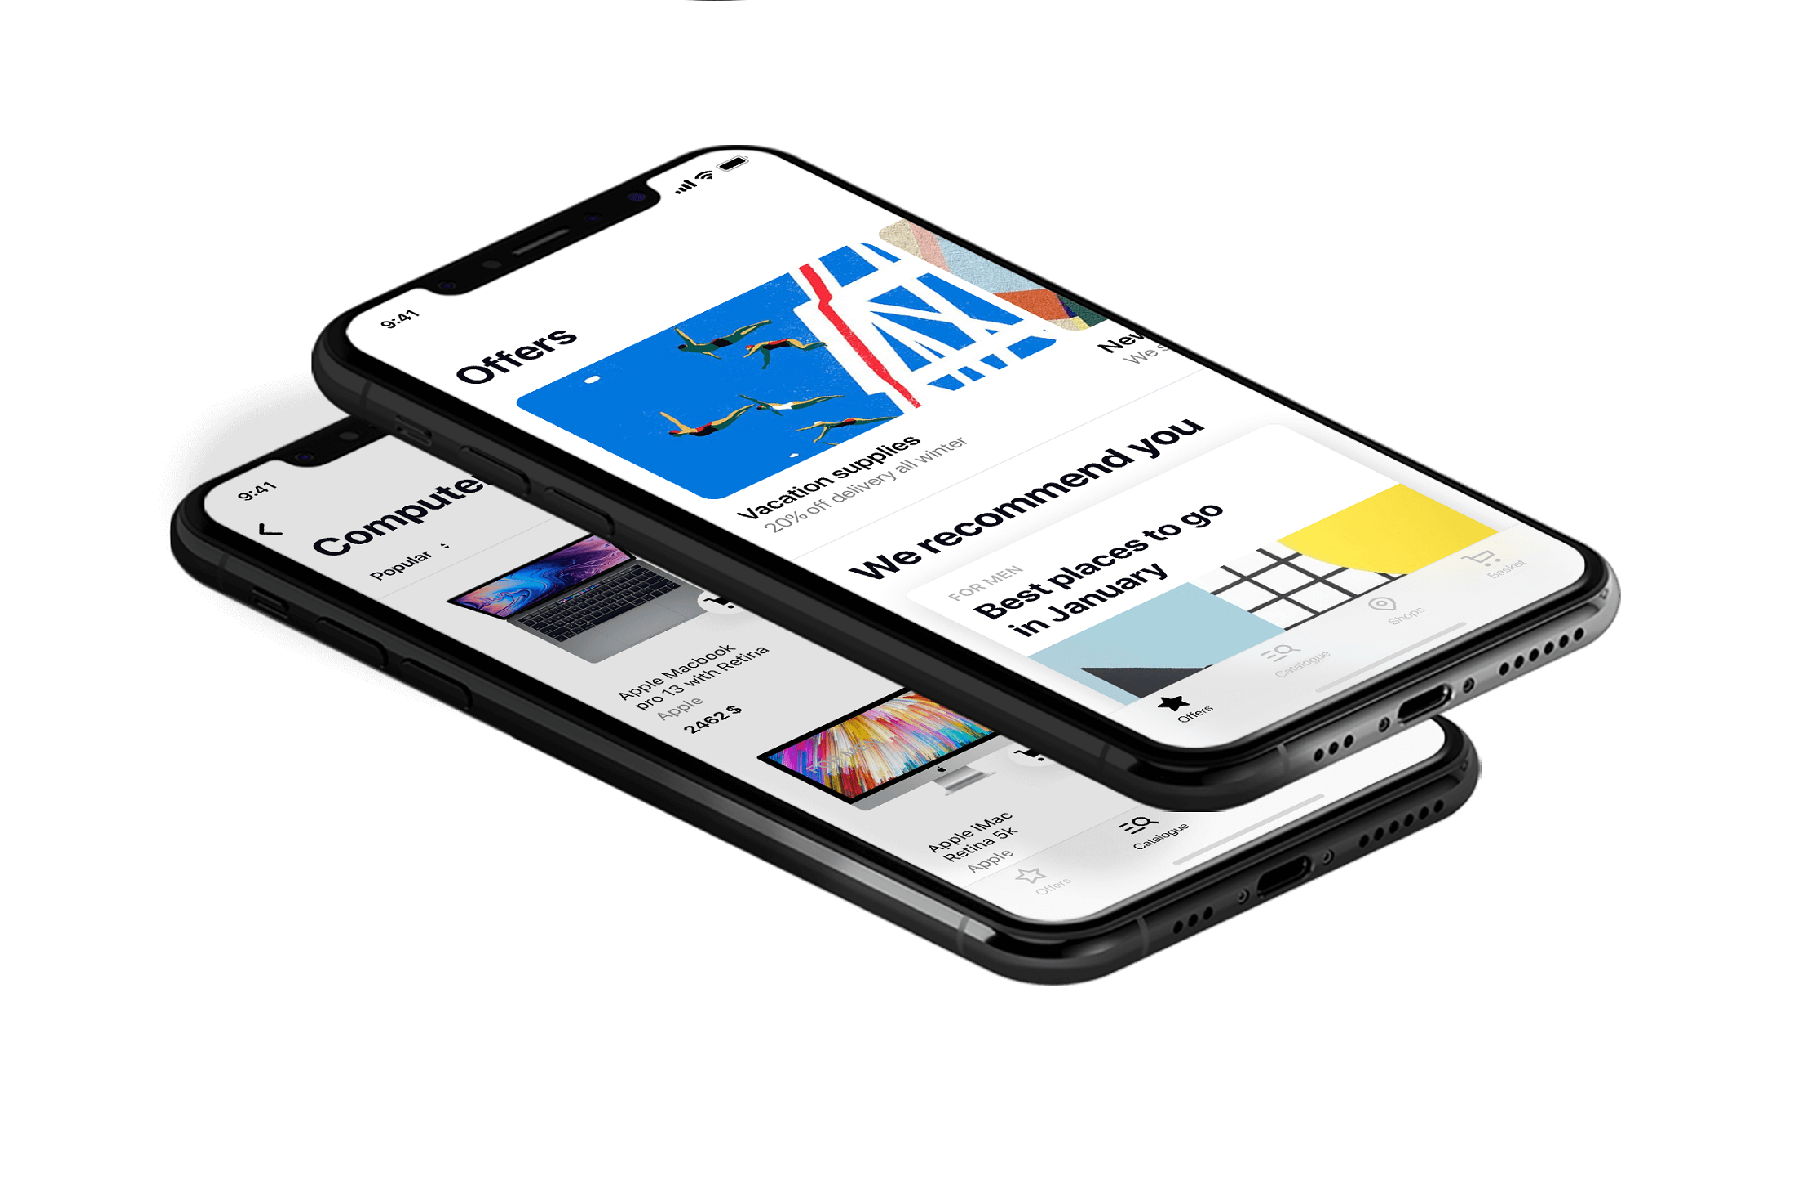 9:41
Offers
Vacation supplies
20% off delivery all winter
New
We s
We recommend you
FOR MEN
Best places to go
in January
Offers
Catalogue
Shops
Basket
9:41
Compute
Popular
Apple Macbook
pro 13 with Retina
Apple
2462 $
Apple iMac
Retina 5k
Apple
Offers
Catalogue